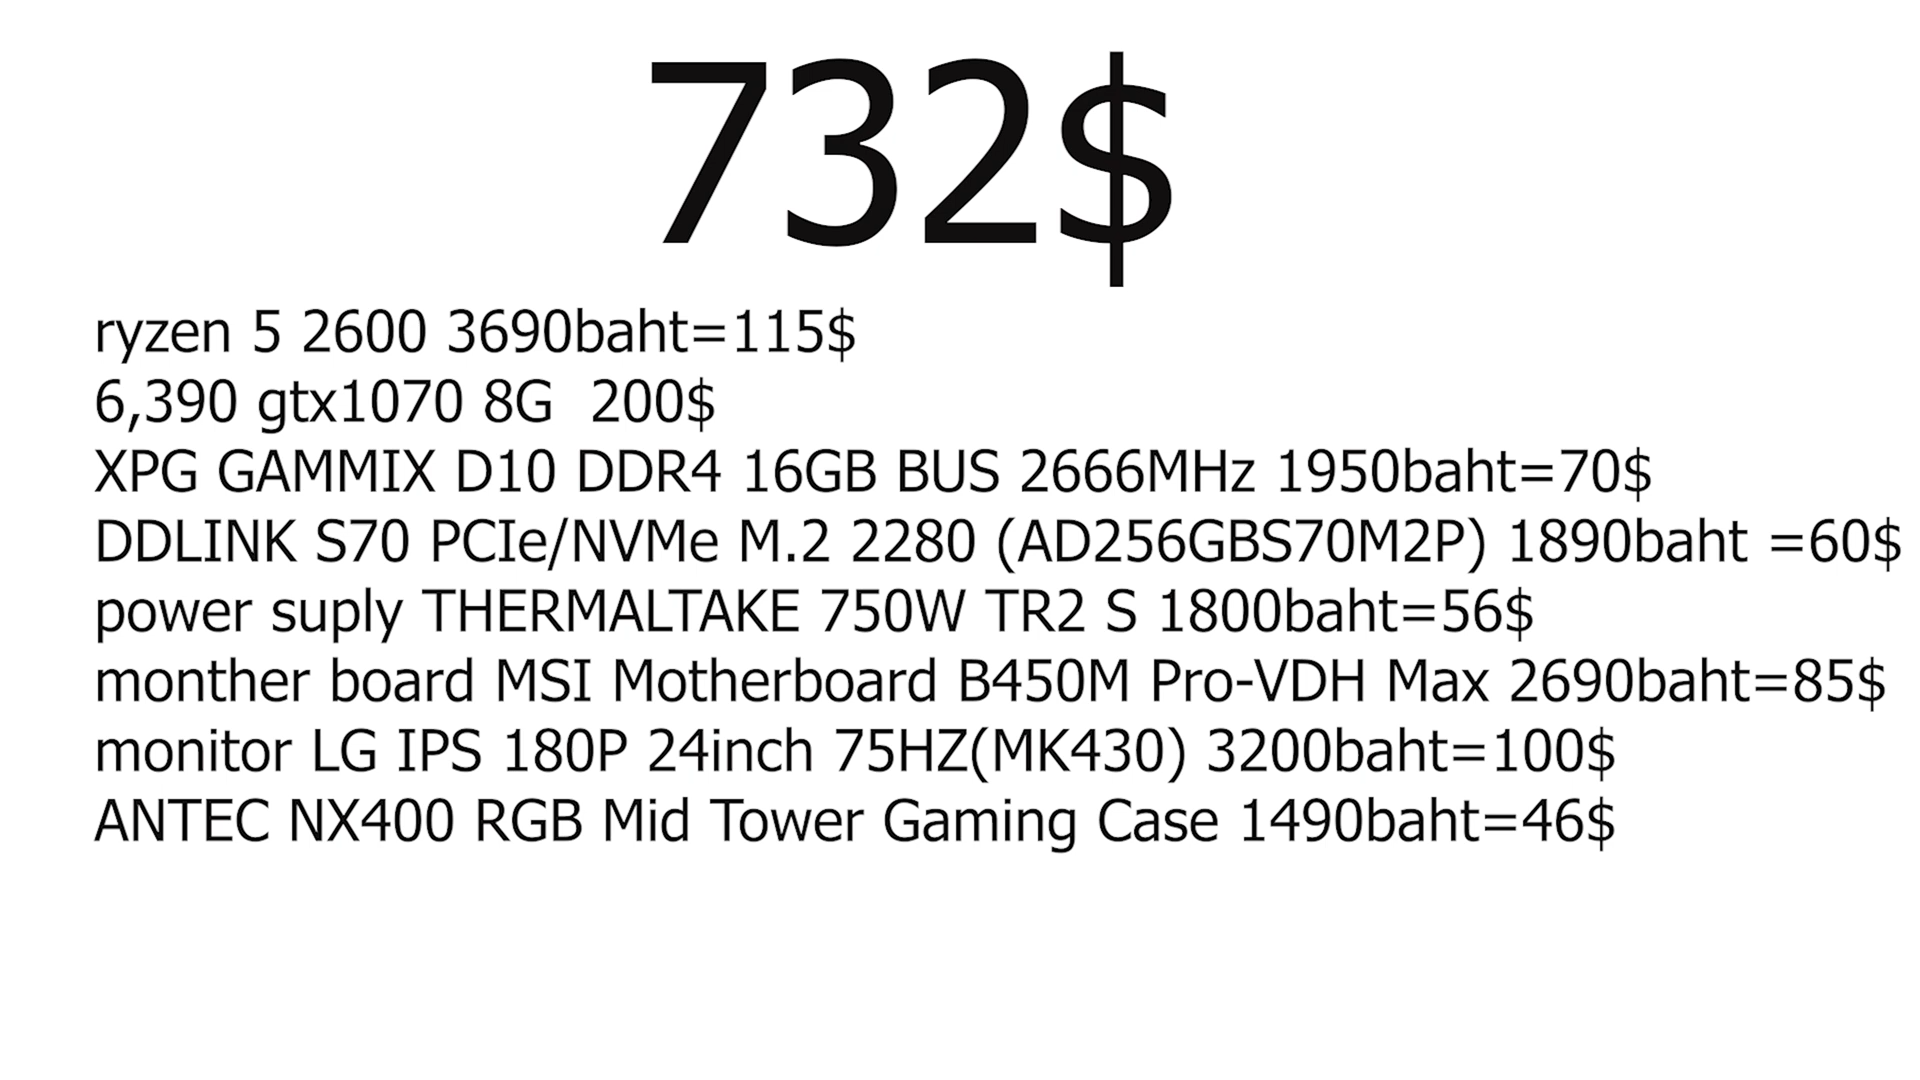 732$
ryzen 5 2600 3690baht=115$
6,390 gtx1070 8G  200$
XPG GAMMIX D10 DDR4 16GB BUS 2666MHz 1950baht=70$
DDLINK S70 PCIe/NVMe M.2 2280 (AD256GBS70M2P) 1890baht =60$
power suply THERMALTAKE 750W TR2 S 1800baht=56$
monther board MSI Motherboard B450M Pro-VDH Max 2690baht=85$
monitor LG IPS 180P 24inch 75HZ(MK430) 3200baht=100$
ANTEC NX400 RGB Mid Tower Gaming Case 1490baht=46$